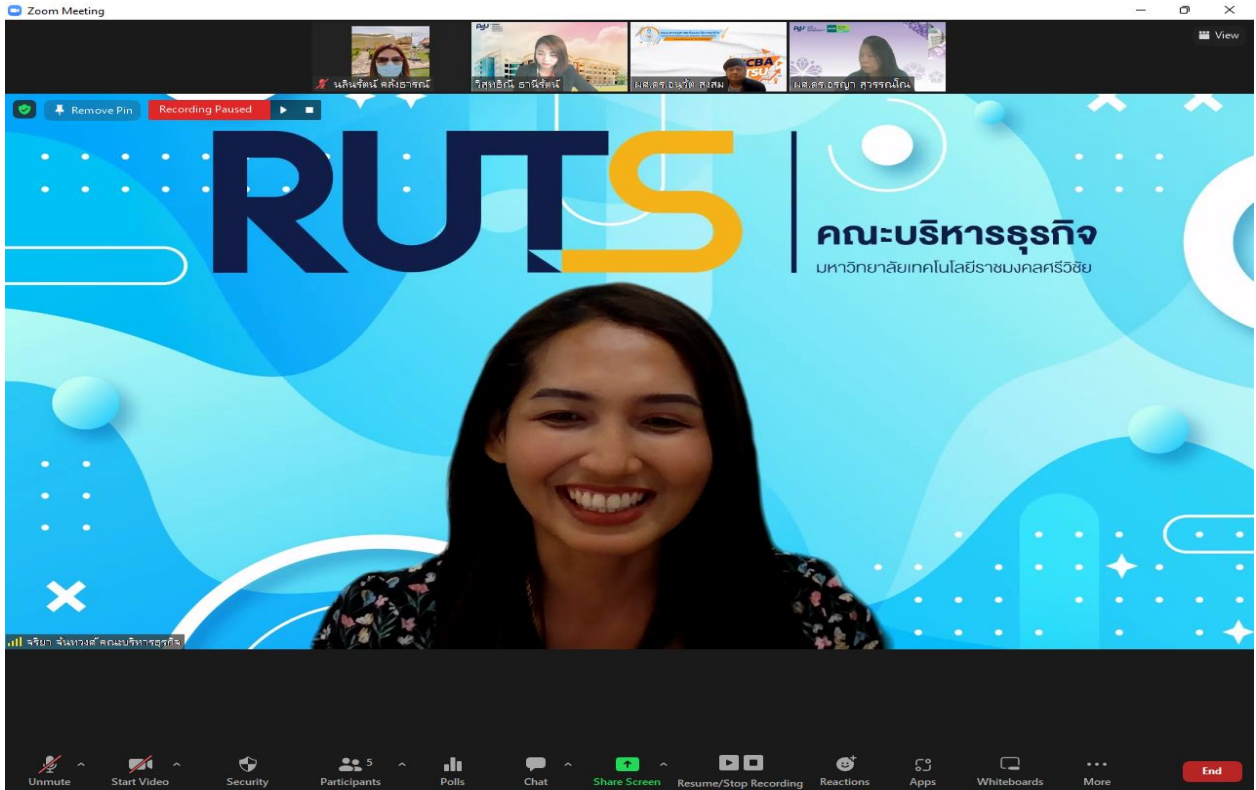 Zoom Meeting
View
นลินรัตน์ คลังธารณ์
วิสุทธิณี ธานีรัตน์
ผศ.ดร.อนุวัต สงสม
ผศ.ดร.อรญา สุวรรณโณ
CBA
TSU
Remove Pin
Recording Paused
RUTS
คณะบริหารธุรกิจ
มหาวิทยาลัยเทคโนโลยีราชมงคลศรีวิชัย
จริยา จันทวงศ์ คณะบริหารธุรกิจ
Unmute
Start Video
Security
5
Participants
Polls
Chat
Share Screen
Resume/Stop Recording
Reactions
Apps
Whiteboards
More
End